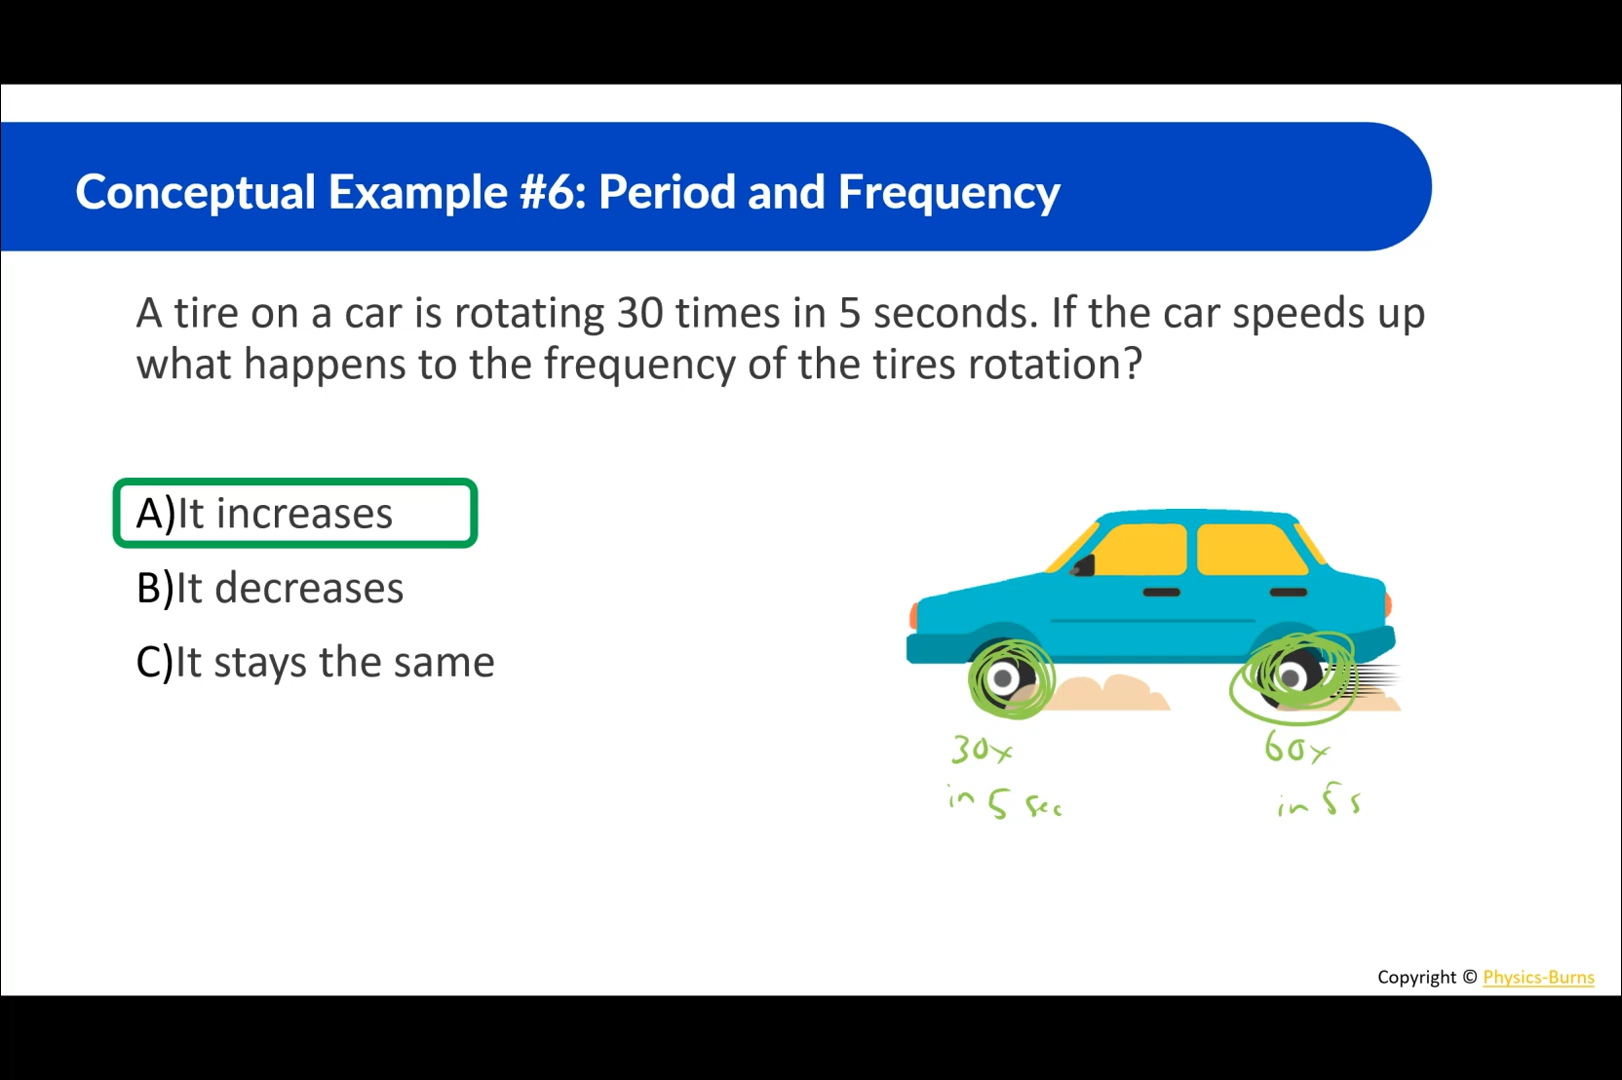 Conceptual Example #6: Period and Frequency
A tire on a car is rotating 30 times in 5 seconds. If the car speeds up
what happens to the frequency of the tires rotation?
A)It increases
B)It decreases
C)It stays the same
30x
in 5 sec
60x
in 5s
Copyright © Physics-Burns